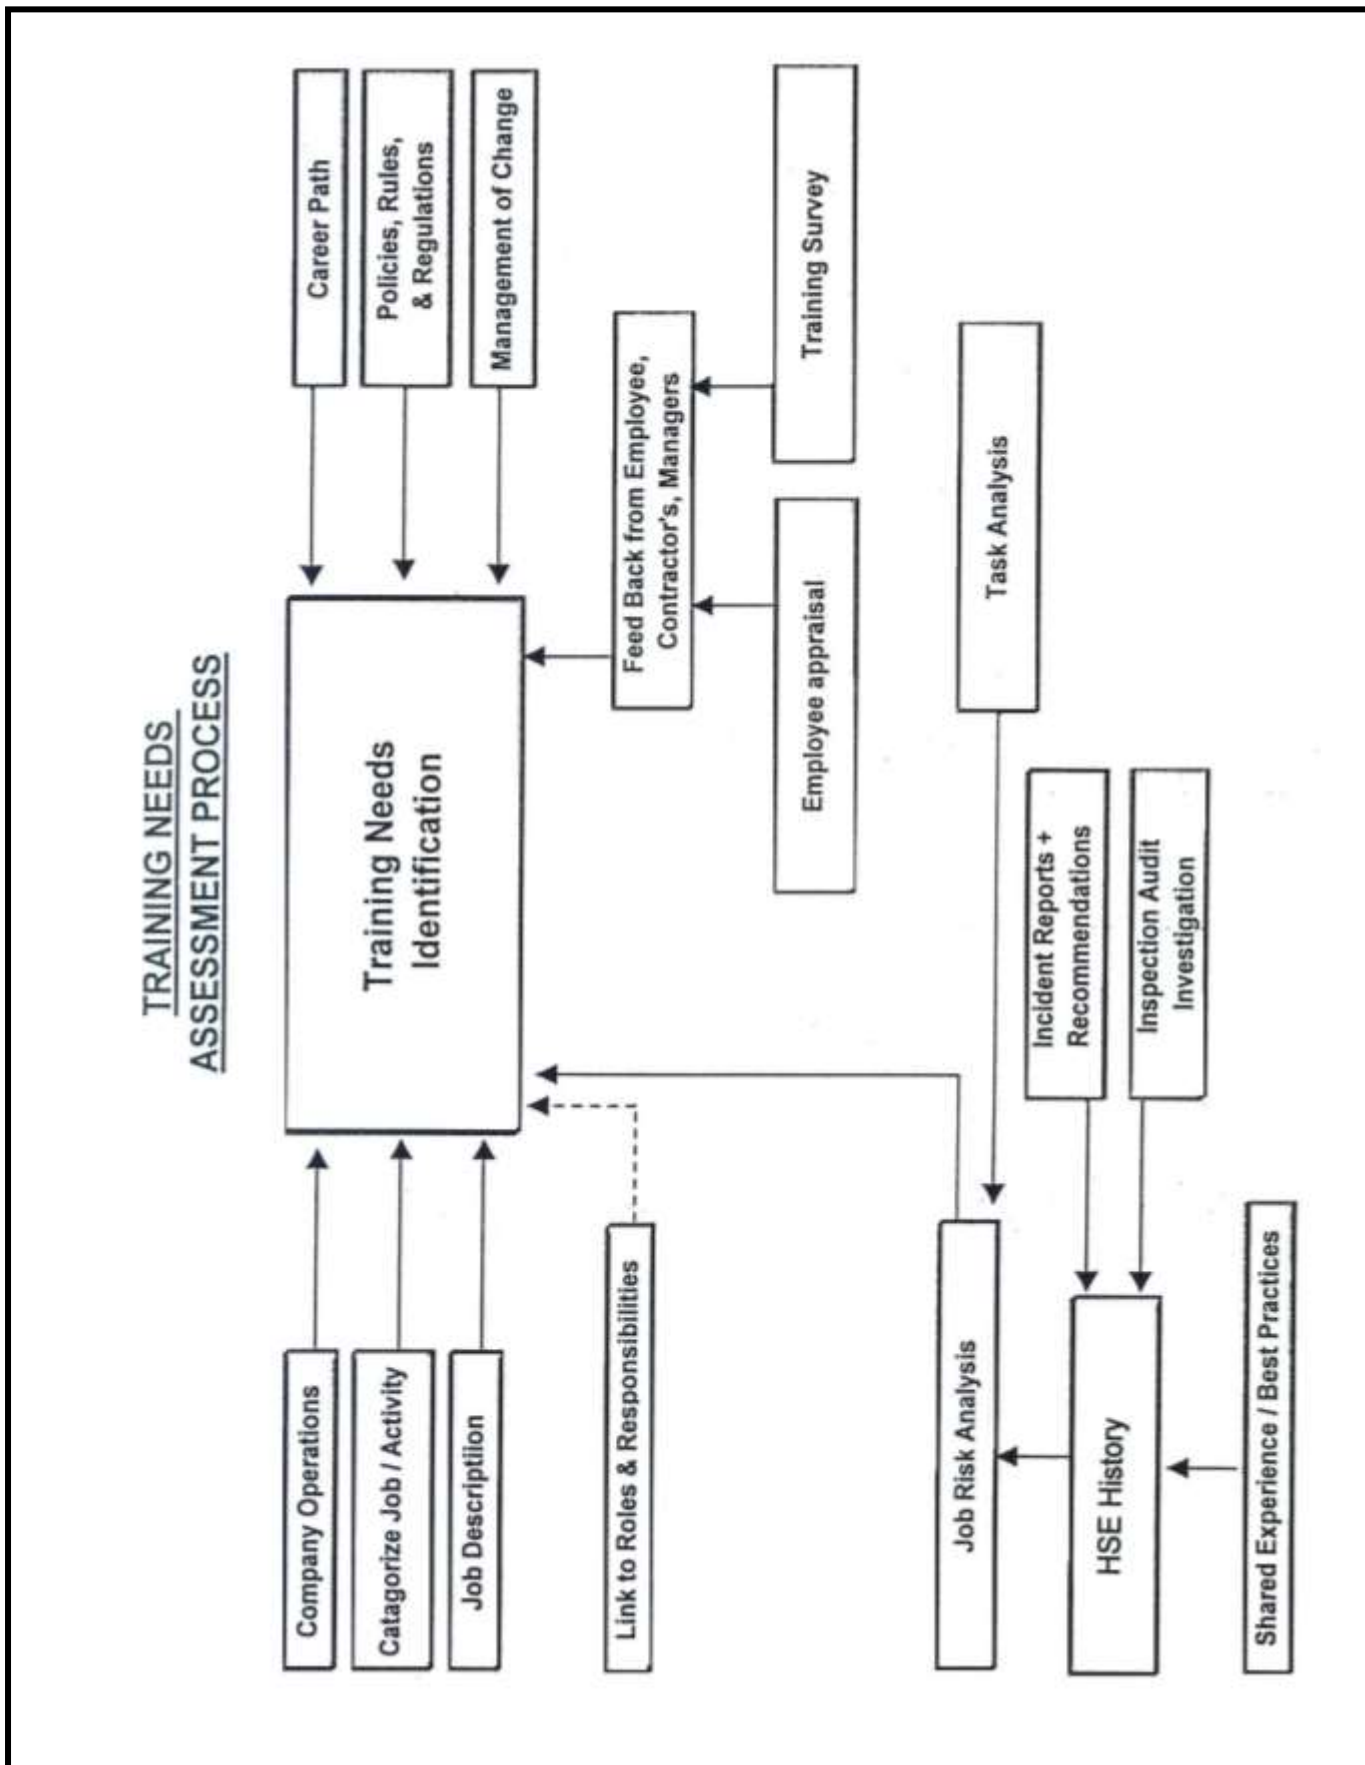 TRAINING NEEDS
ASSESSMENT PROCESS
Company Operations
Catagorize Job / Activity
Job Descriptiion
Training Needs
Identification
Career Path
Policies, Rules,
& Regulations
Management of Change
Link to Roles & Responsibilities
Feed Back from Employee,
Contractor's, Managers
Employee appraisal
Training Survey
Job Risk Analysis
Task Analysis
HSE History
Incident Reports +
Recommendations
Inspection Audit
Investigation
Shared Experience / Best Practices